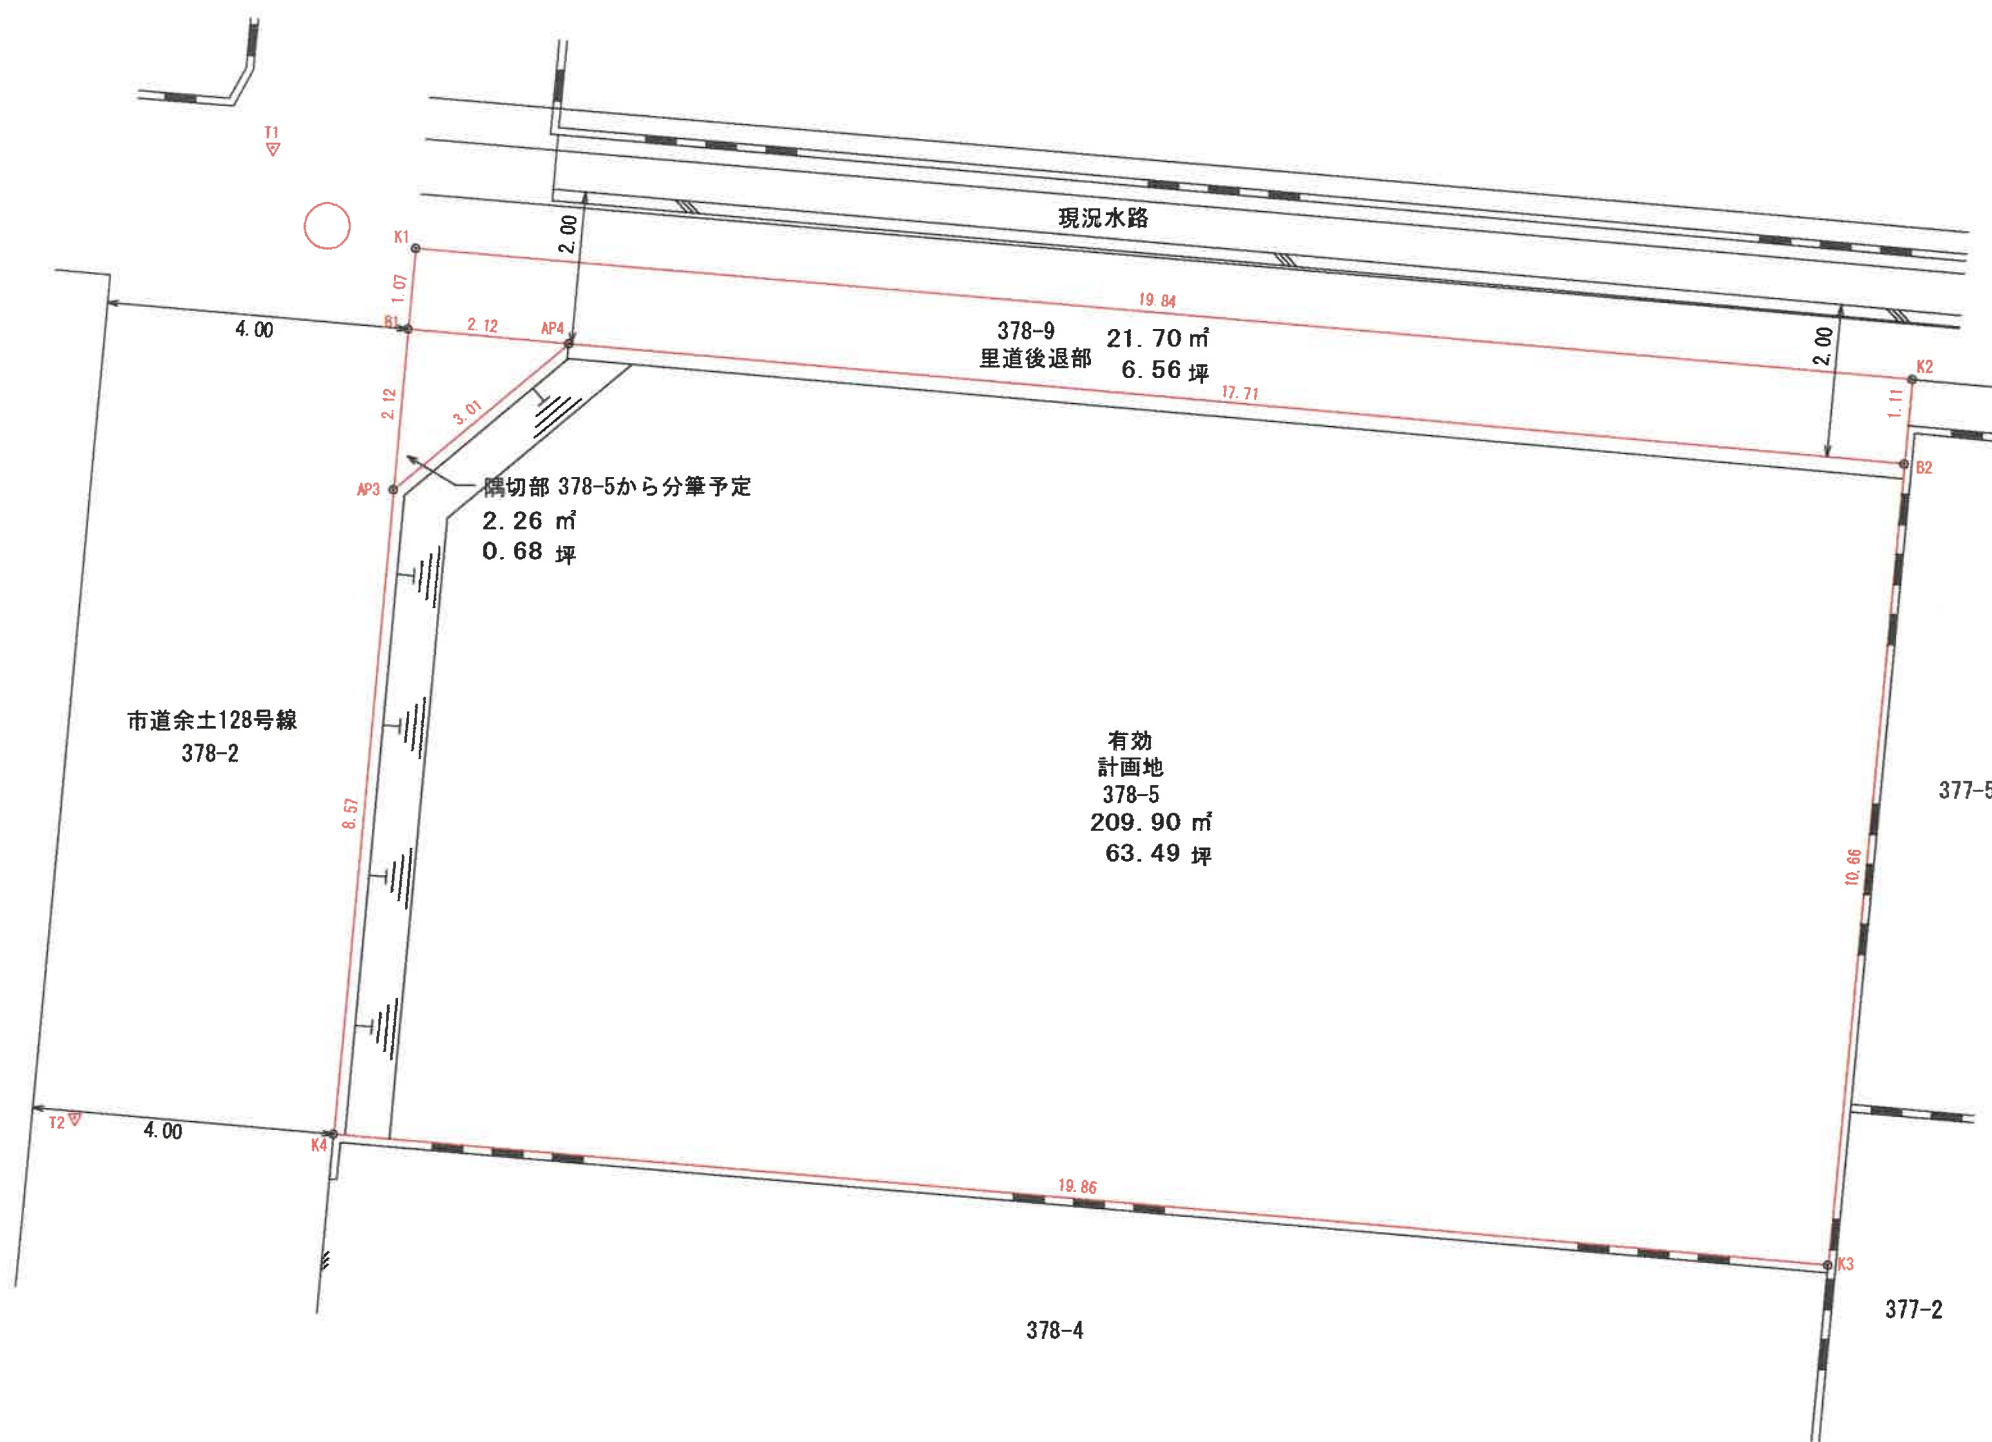 T1
K1
現況水路
2.00
1.07
19.84
4.00
B1
2.12
AP4
378-9 21.70 ㎡
里道後退部 6.56 坪
2.00
K2
1.11
17.71
2.12
3.01
B2
AP3
隅切部 378-5から分筆予定
2.26 ㎡
0.68 坪
市道余土128号線
378-2
有効
計画地
378-5
209.90 ㎡
63.49 坪
377-5
8.57
10.66
T2
4.00
K4
19.86
K3
377-2
378-4